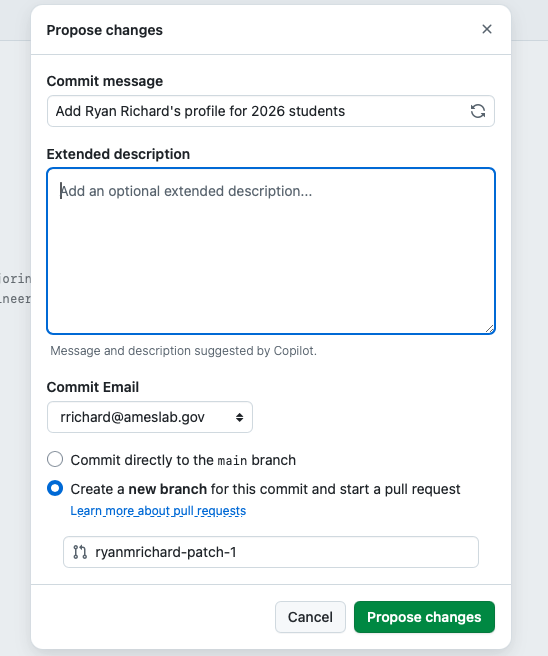 Propose changes
Commit message
Add Ryan Richard's profile for 2026 students
Extended description
Add an optional extended description...
Message and description suggested by Copilot.
Commit Email
rrichard@ameslab.gov
Commit directly to the main branch
Create a new branch for this commit and start a pull request
Learn more about pull requests
ryanmrichard-patch-1
Cancel
Propose changes